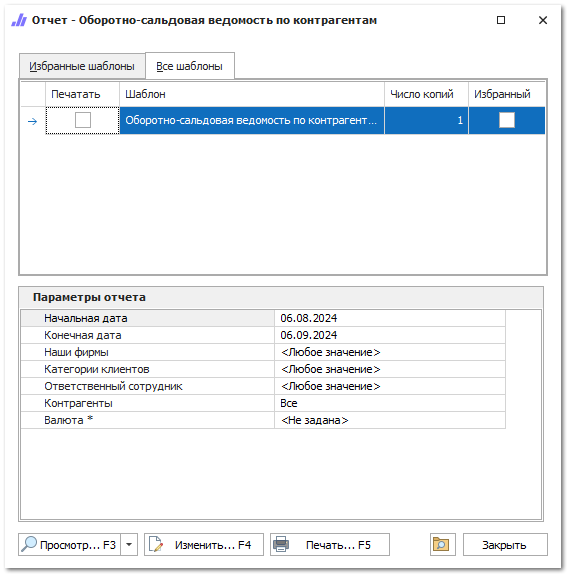 Отчет - Оборотно-сальдовая ведомость по контрагентам
Избранные шаблоны Все шаблоны
Печатать Шаблон Число копий Избранный
Оборотно-сальдовая ведомость по контрагент... 1
Параметры отчета
Начальная дата 06.08.2024
Конечная дата 06.09.2024
Наши фирмы <Любое значение>
Категории клиентов <Любое значение>
Ответственный сотрудник <Любое значение>
Контрагенты Все
Валюта * <Не задана>
Просмотр... F3 Изменить... F4 Печать... F5 Закрыть